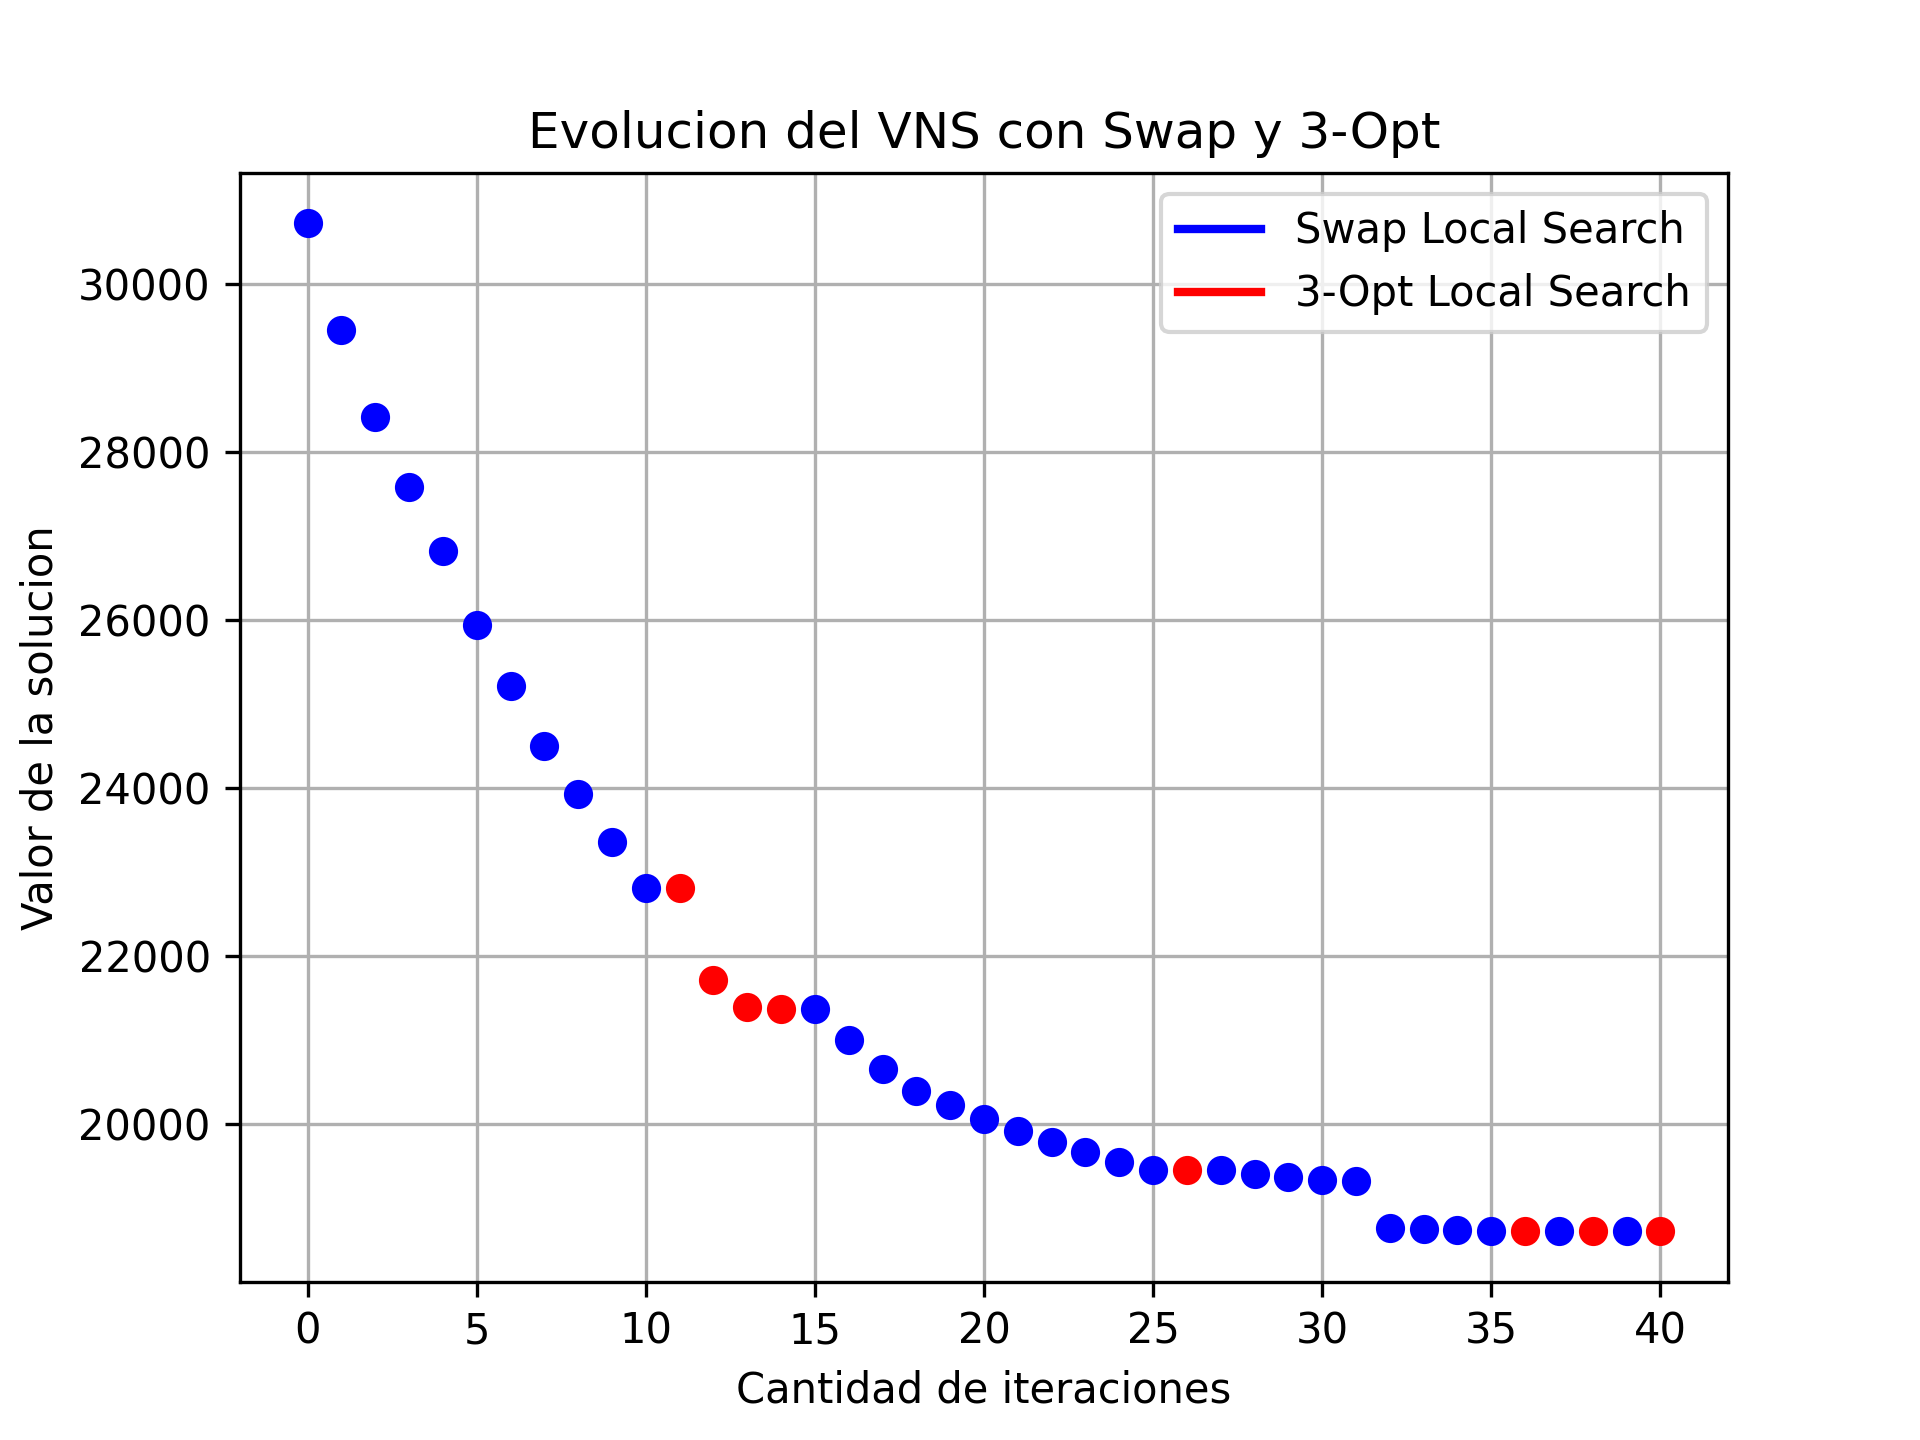 Evolucion del VNS con Swap y 3-Opt
Swap Local Search
3-Opt Local Search
Valor de la solucion
30000
28000
26000
24000
22000
20000
0 5 10 15 20 25 30 35 40
Cantidad de iteraciones